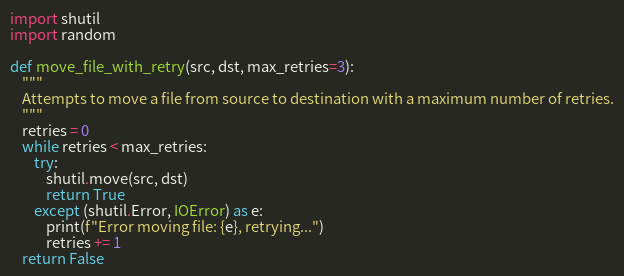 import shutil
import random

def move_file_with_retry(src, dst, max_retries=3):
    """
    Attempts to move a file from source to destination with a maximum number of retries.
    """
    retries = 0
    while retries < max_retries:
        try:
            shutil.move(src, dst)
            return True
        except (shutil.Error, IOError) as e:
            print(f"Error moving file: {e}, retrying...")
            retries += 1
    return False